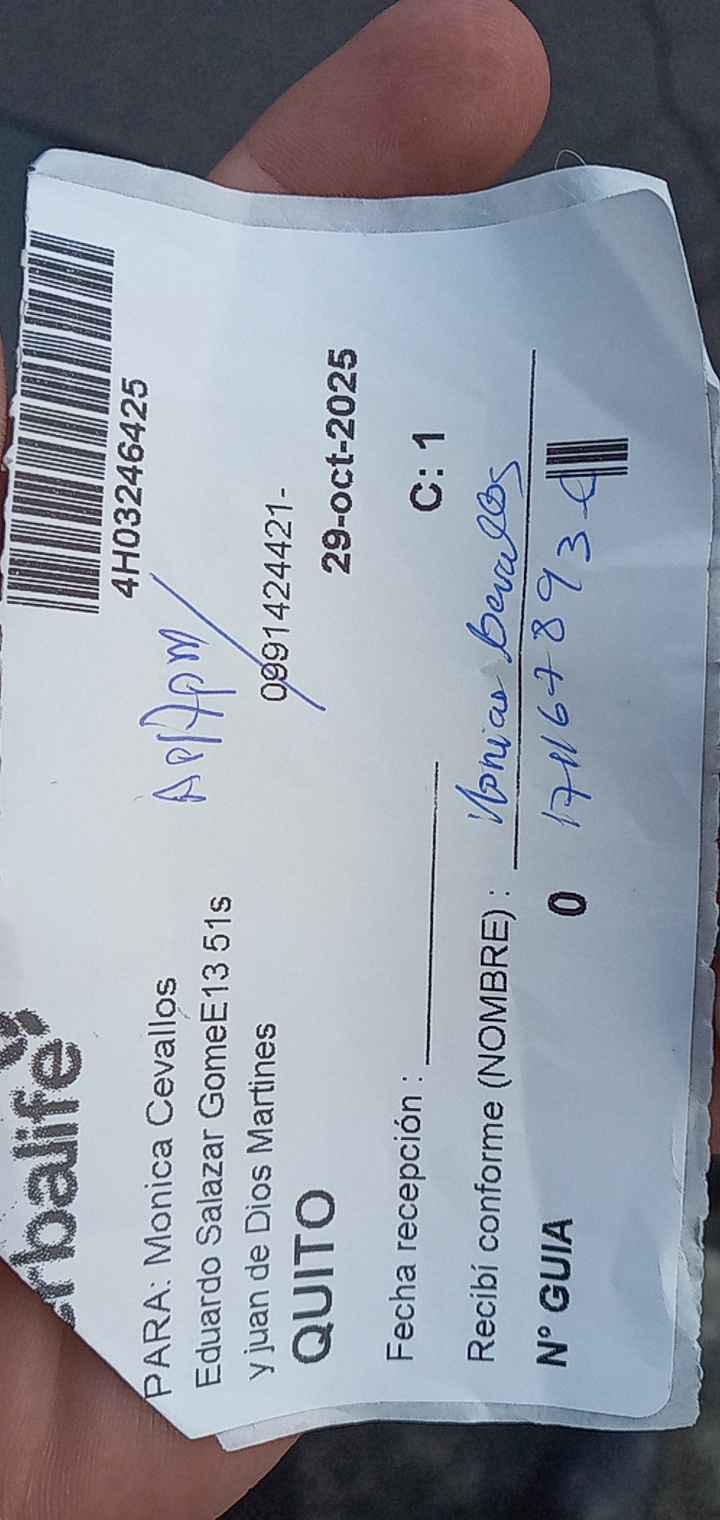 erbalife
4H03246425
PARA: Monica Cevallos
Eduardo Salazar GomeE13 51s
y juan de Dios Martines
0991424421-
QUITO
29-oct-2025
Fecha recepción :
C: 1
Recibí conforme (NOMBRE) : Monica Cevallos
Nº GUIA 0